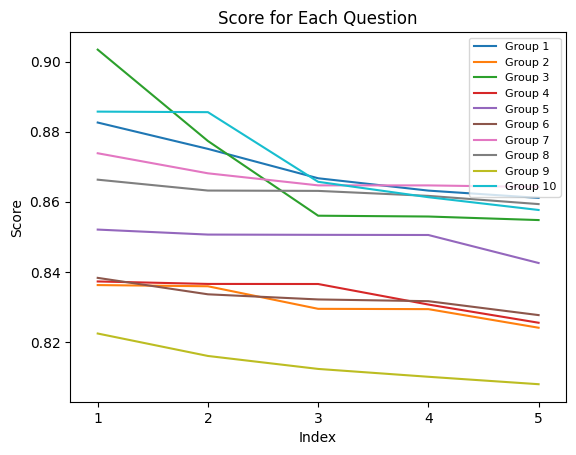 Score for Each Question
Score
0.90
0.88
0.86
0.84
0.82
Group 1
Group 2
Group 3
Group 4
Group 5
Group 6
Group 7
Group 8
Group 9
Group 10
1 2 3 4 5
Index